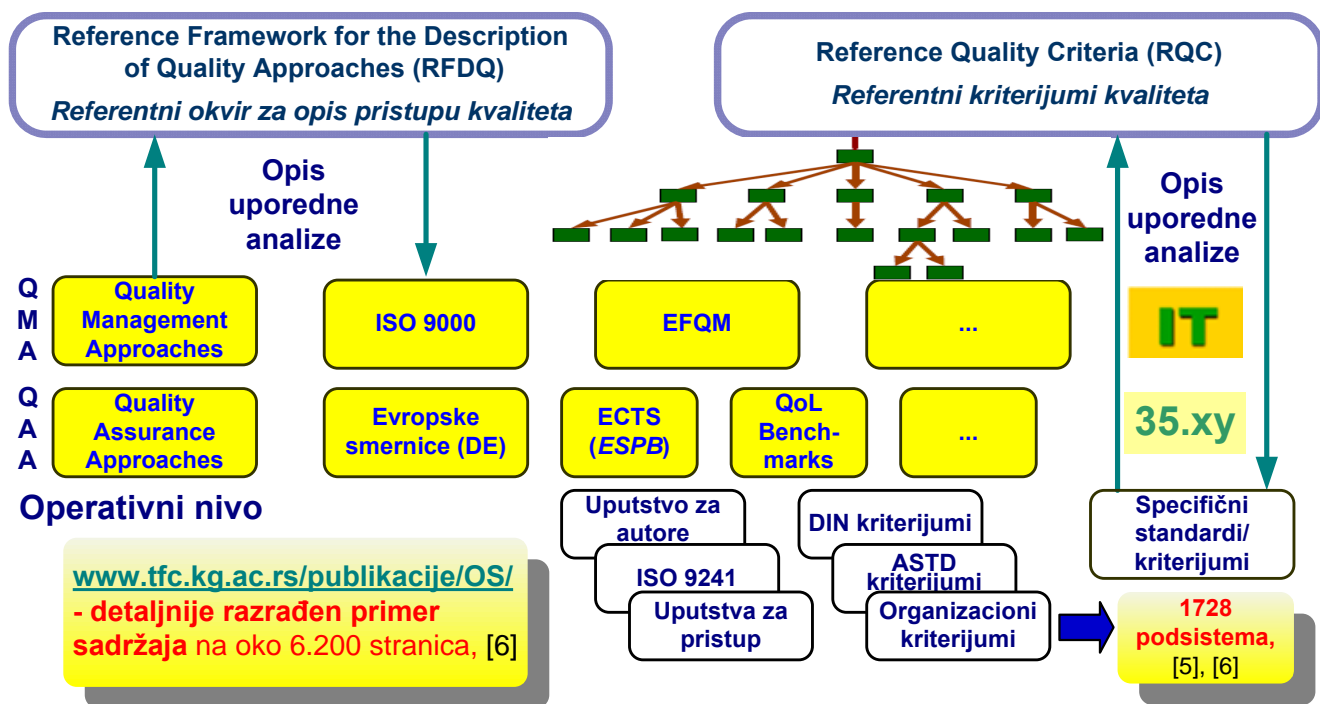 Reference Framework for the Description
of Quality Approaches (RFDQ)
Referentni okvir za opis pristupu kvaliteta
Reference Quality Criteria (RQC)
Referentni kriterijumi kvaliteta
Opis
uporedne
analize
Opis
uporedne
analize
Q
M
A
Quality
Management
Approaches
ISO 9000
EFQM
...
IT
Q
A
A
Quality
Assurance
Approaches
Evropske
smernice (DE)
ECTS
(ESPB)
QoL
Bench-
marks
...
35.xy
Operativni nivo
Uputstvo za
autore
ISO 9241
Uputstva za
pristup
DIN kriterijumi
ASTD
kriterijumi
Organizacioni
kriterijumi
Specifični
standardi/
kriterijumi
www.tfc.kg.ac.rs/publikacije/OS/
- detaljnije razrađen primer
sadržaja na oko 6.200 stranica, [6]
1728
podsistema,
[5], [6]